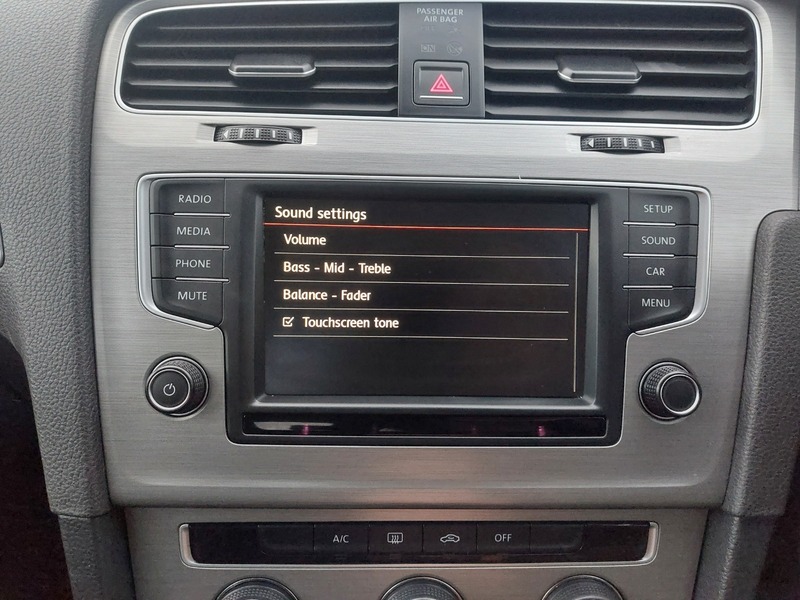 PASSENGER
AIR BAG
ON
RADIO
MEDIA
PHONE
MUTE
Sound settings
Volume
Bass - Mid - Treble
Balance - Fader
Touchscreen tone
SETUP
SOUND
CAR
MENU
A/C
OFF